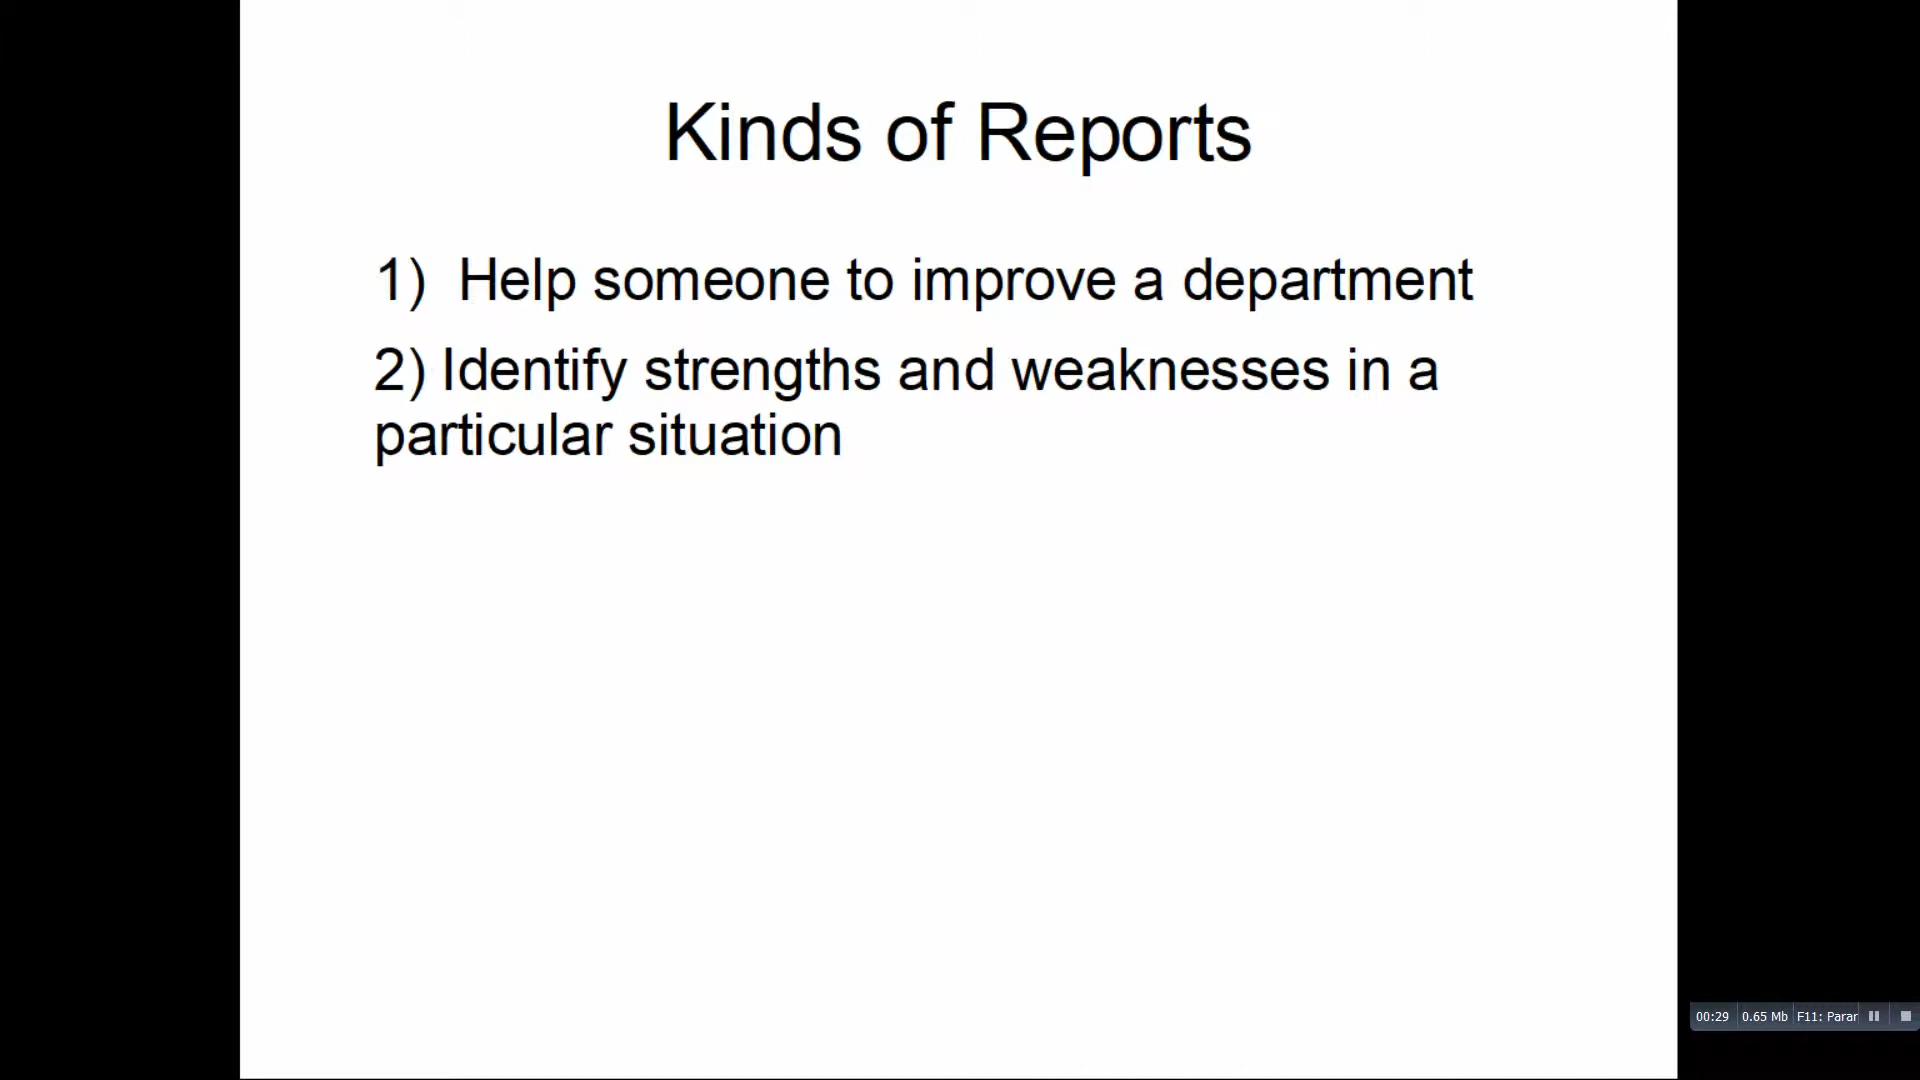 Kinds of Reports
1)  Help someone to improve a department
2) Identify strengths and weaknesses in a
particular situation
00:29 0.65 Mb F11: Parar